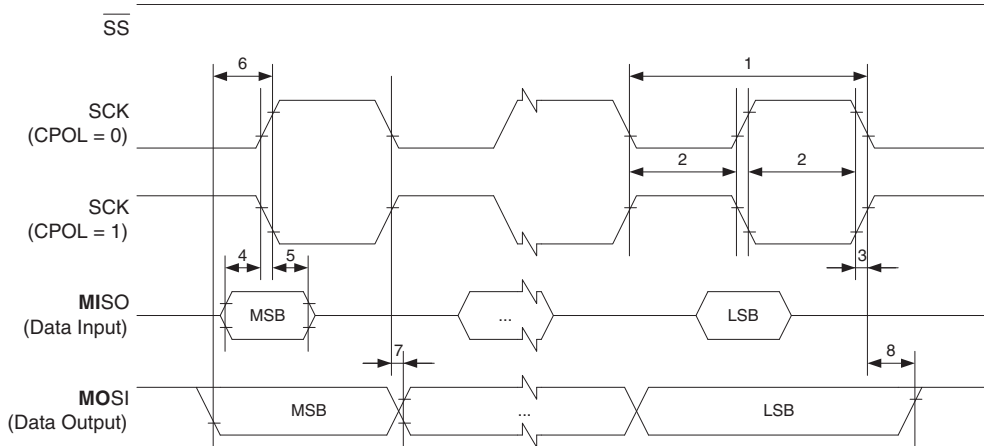 SS
6
1
SCK
(CPOL = 0)
2
2
SCK
(CPOL = 1)
4
5
3
MISO
(Data Input)
MSB
...
LSB
7
8
MOSI
(Data Output)
MSB
...
LSB